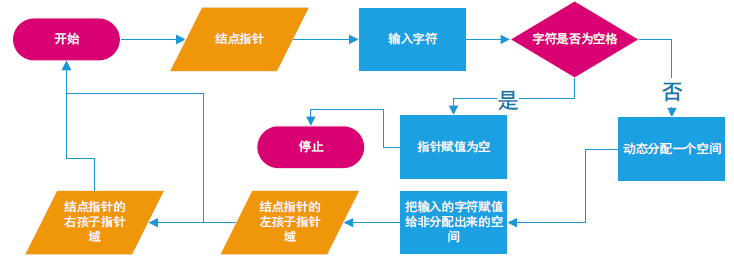 开始
结点指针
输入字符
字符是否为空格
是
否
停止
指针赋值为空
动态分配一个空间
结点指针的
右孩子指针
域
结点指针的
左孩子指针
域
把输入的字符赋值
给非分配出来的空
间